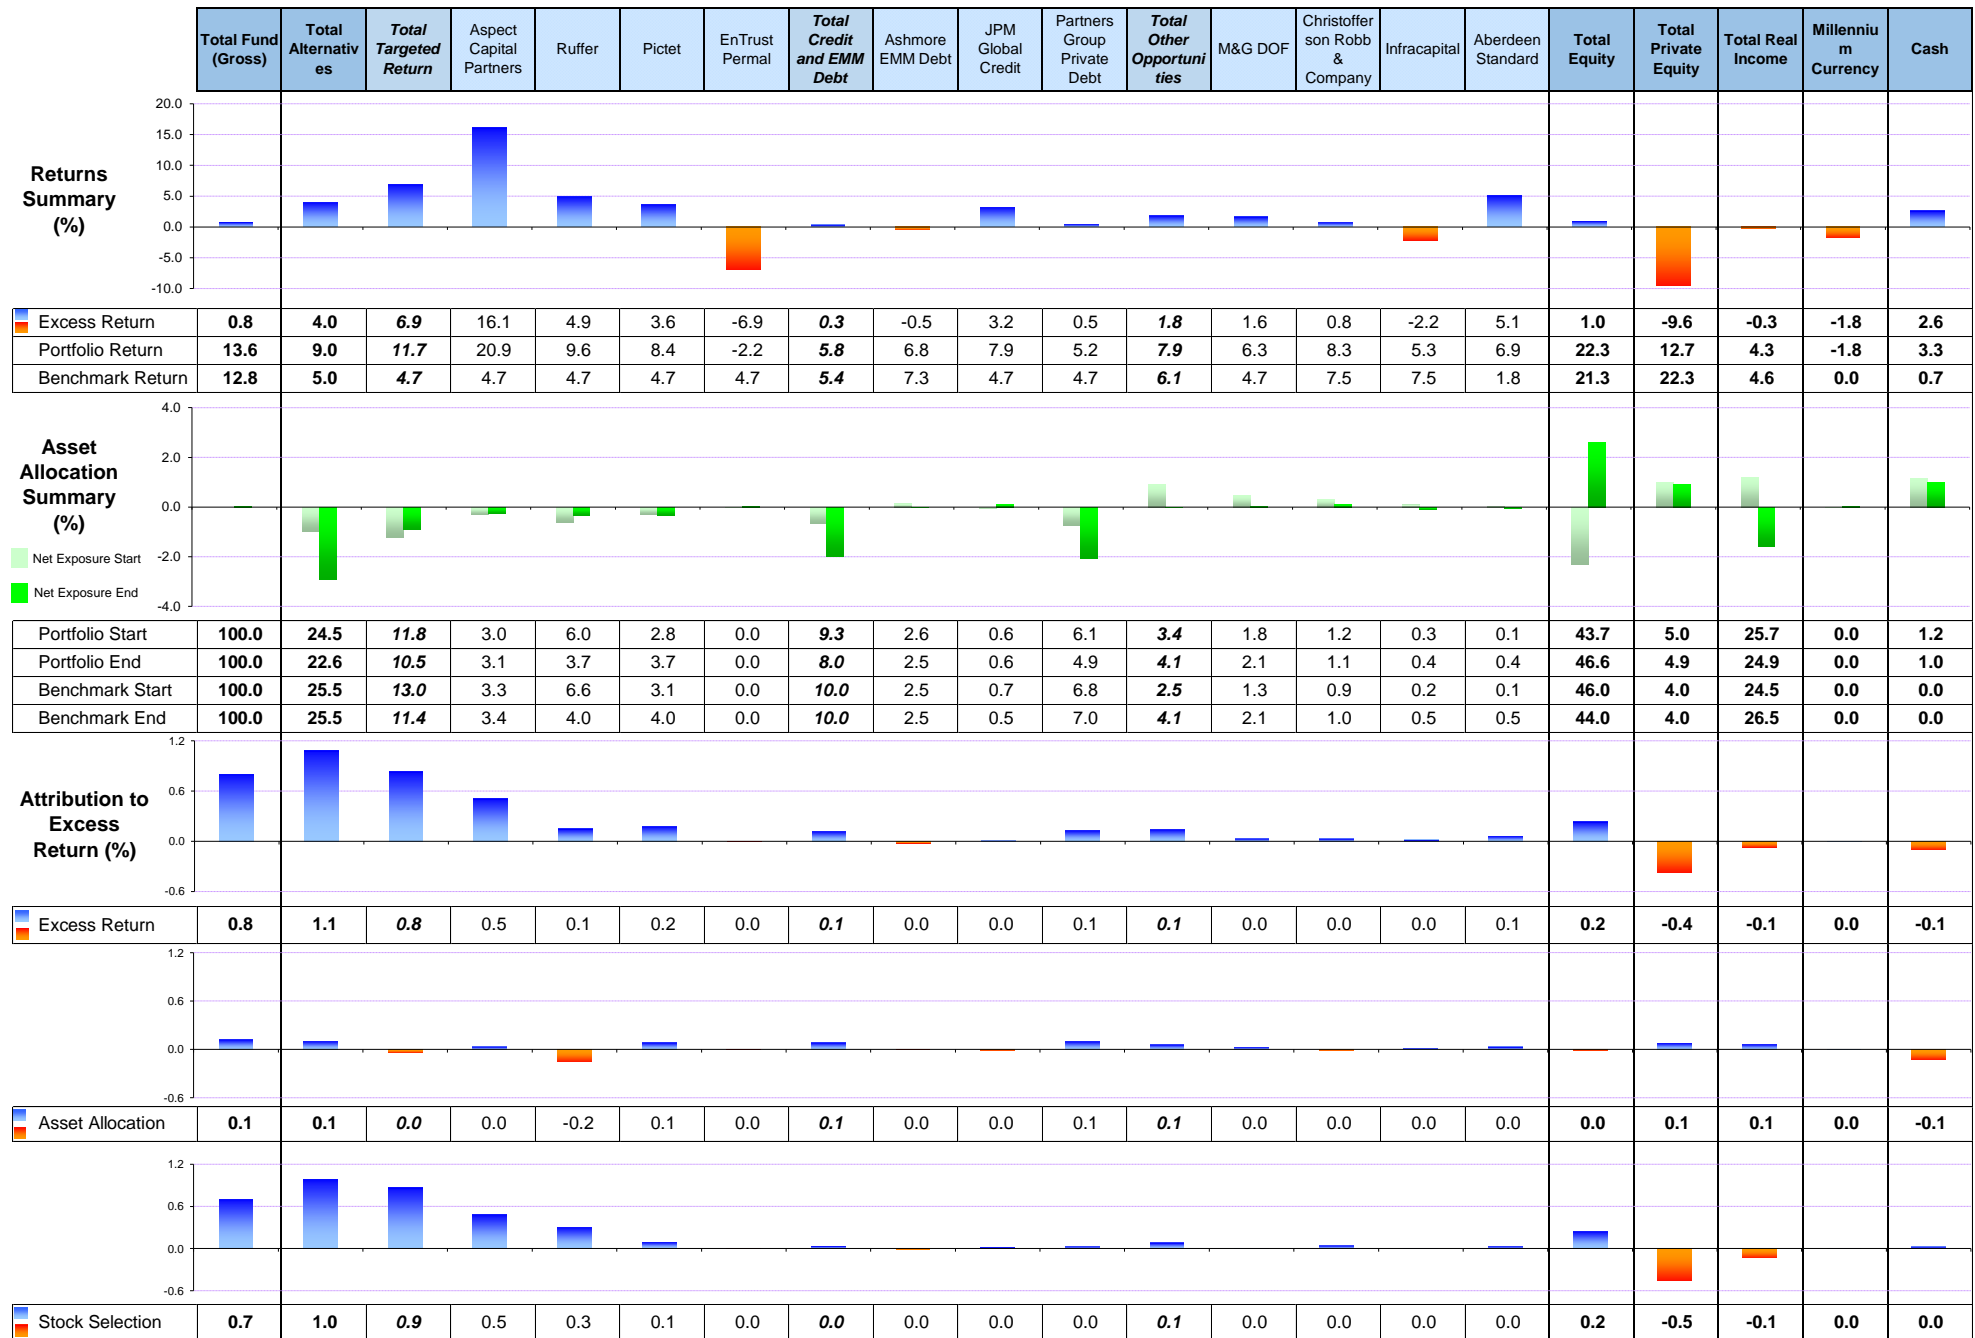 Total Fund (Gross) | Total Alternativ es | Total Targeted Return | Aspect Capital Partners | Ruffer | Pictet | EnTrust Permal | Total Credit and EMM Debt | Ashmore EMM Debt | JPM Global Credit | Partners Group Private Debt | Total Other Opportuni ties | M&G DOF | Christoffer son Robb & Company | Infracapital | Aberdeen Standard | Total Equity | Total Private Equity | Total Real Income | Millenniu m Currency | Cash
Returns
Summary
(%)
20.0
15.0
10.0
5.0
0.0
-5.0
-10.0
Excess Return 0.8 4.0 6.9 16.1 4.9 3.6 -6.9 0.3 -0.5 3.2 0.5 1.8 1.6 0.8 -2.2 5.1 1.0 -9.6 -0.3 -1.8 2.6
Portfolio Return 13.6 9.0 11.7 20.9 9.6 8.4 -2.2 5.8 6.8 7.9 5.2 7.9 6.3 8.3 5.3 6.9 22.3 12.7 4.3 -1.8 3.3
Benchmark Return 12.8 5.0 4.7 4.7 4.7 4.7 4.7 5.4 7.3 4.7 4.7 6.1 4.7 7.5 7.5 1.8 21.3 22.3 4.6 0.0 0.7
Asset
Allocation
Summary
(%)
Net Exposure Start
Net Exposure End
4.0
2.0
0.0
-2.0
-4.0
Portfolio Start 100.0 24.5 11.8 3.0 6.0 2.8 0.0 9.3 2.6 0.6 6.1 3.4 1.8 1.2 0.3 0.1 43.7 5.0 25.7 0.0 1.2
Portfolio End 100.0 22.6 10.5 3.1 3.7 3.7 0.0 8.0 2.5 0.6 4.9 4.1 2.1 1.1 0.4 0.4 46.6 4.9 24.9 0.0 1.0
Benchmark Start 100.0 25.5 13.0 3.3 6.6 3.1 0.0 10.0 2.5 0.7 6.8 2.5 1.3 0.9 0.2 0.1 46.0 4.0 24.5 0.0 0.0
Benchmark End 100.0 25.5 11.4 3.4 4.0 4.0 0.0 10.0 2.5 0.5 7.0 4.1 2.1 1.0 0.5 0.5 44.0 4.0 26.5 0.0 0.0
Attribution to
Excess
Return (%)
1.2
0.6
0.0
-0.6
Excess Return 0.8 1.1 0.8 0.5 0.1 0.2 0.0 0.1 0.0 0.0 0.1 0.1 0.0 0.0 0.0 0.1 0.2 -0.4 -0.1 0.0 -0.1
1.2
0.6
0.0
-0.6
Asset Allocation 0.1 0.1 0.0 0.0 -0.2 0.1 0.0 0.1 0.0 0.0 0.1 0.1 0.0 0.0 0.0 0.0 0.0 0.1 0.1 0.0 -0.1
1.2
0.6
0.0
-0.6
Stock Selection 0.7 1.0 0.9 0.5 0.3 0.1 0.0 0.0 0.0 0.0 0.0 0.1 0.0 0.0 0.0 0.0 0.2 -0.5 -0.1 0.0 0.0